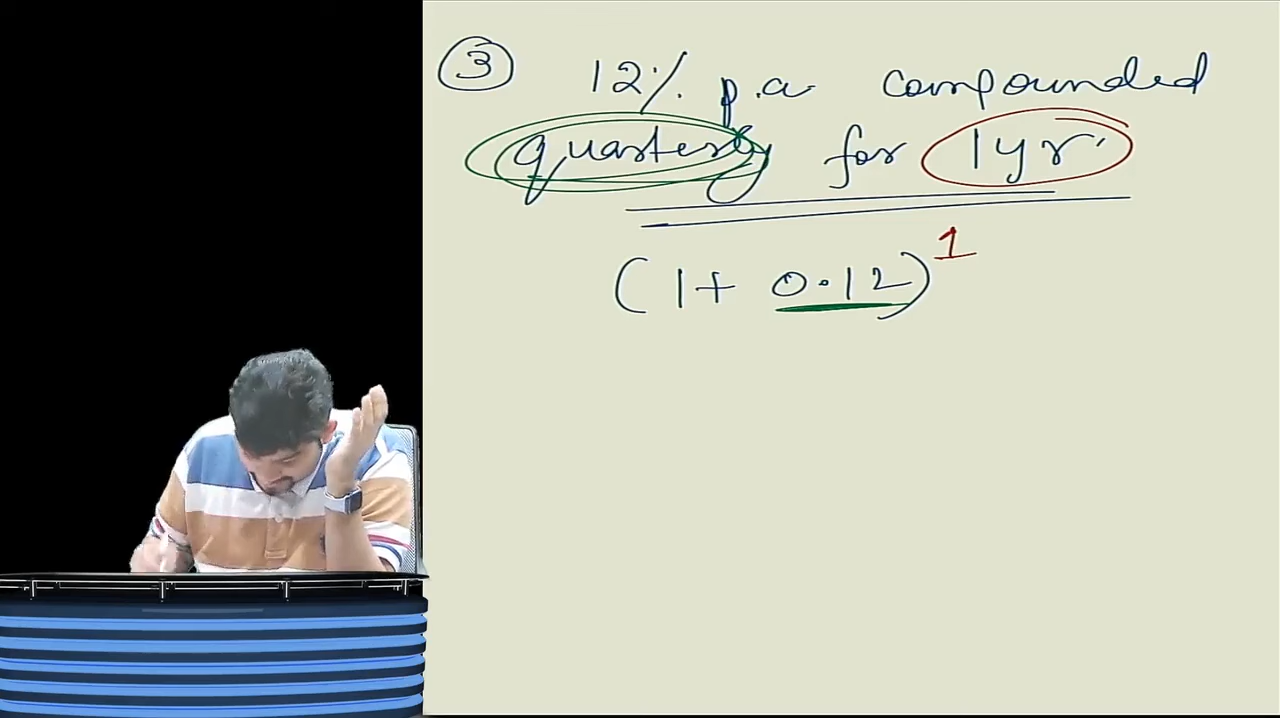 ③ 12% p.a. compounded
quarterly for 1yr.
(1+ 0.12)¹